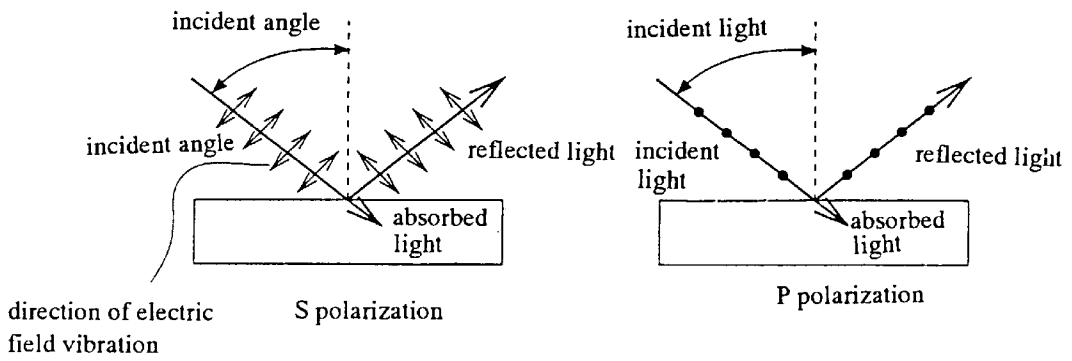 incident angle
incident angle
reflected light
absorbed
light
direction of electric
field vibration
S polarization
incident light
incident
light
reflected light
absorbed
light
P polarization